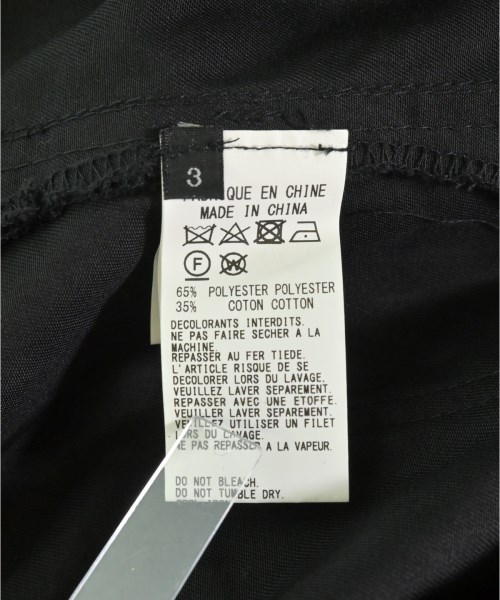 3
FABRIQUE EN CHINE
MADE IN CHINA
F W
65% POLYESTER POLYESTER
35% COTON COTTON
DECOLORANTS INTERDITS.
NE PAS FAIRE SECHER A LA
MACHINE.
REPASSER AU FER TIEDE.
L'ARTICLE RISQUE DE SE
DECOLORER LORS DU LAVAGE.
VEUILLEZ LAVER SEPAREMENT.
REPASSER AVEC UNE ETOFFE.
VEUILLER LAVER SEPAREMENT.
VEUILLEZ UTILISER UN FILET
LORS DU LAVAGE.
NE PAS REPASSER A LA VAPEUR.
DO NOT BLEACH.
DO NOT TUMBLE DRY.